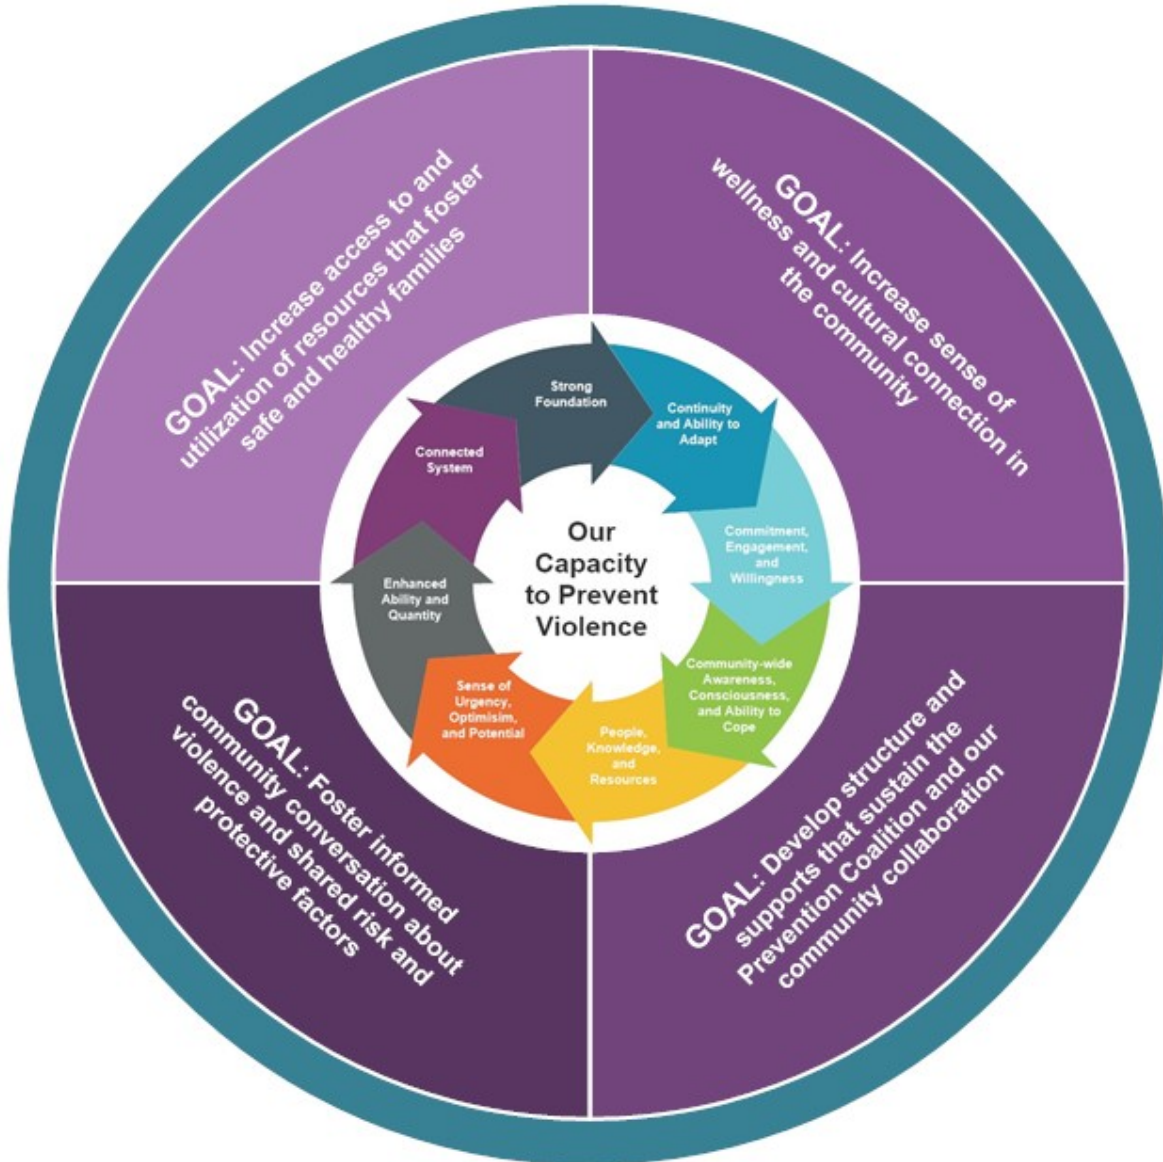 GOAL: Increase access to and
utilization of resources that foster
safe and healthy families
GOAL: Increase sense of
wellness and cultural connection in
the community
Strong
Foundation
Continuity
and Ability to
Adapt
Commitment,
Engagement,
and
Willingness
Community-wide
Awareness,
Consciousness,
and Ability to
Cope
People,
Knowledge,
and
Resources
Sense of
Urgency,
Optimisim,
and Potential
Enhanced
Ability and
Quantity
Connected
System
Our
Capacity
to Prevent
Violence
GOAL: Foster informed
community conversation about
violence and shared risk and
protective factors
GOAL: Develop structure and
supports that sustain the
Prevention Coalition and our
community collaboration